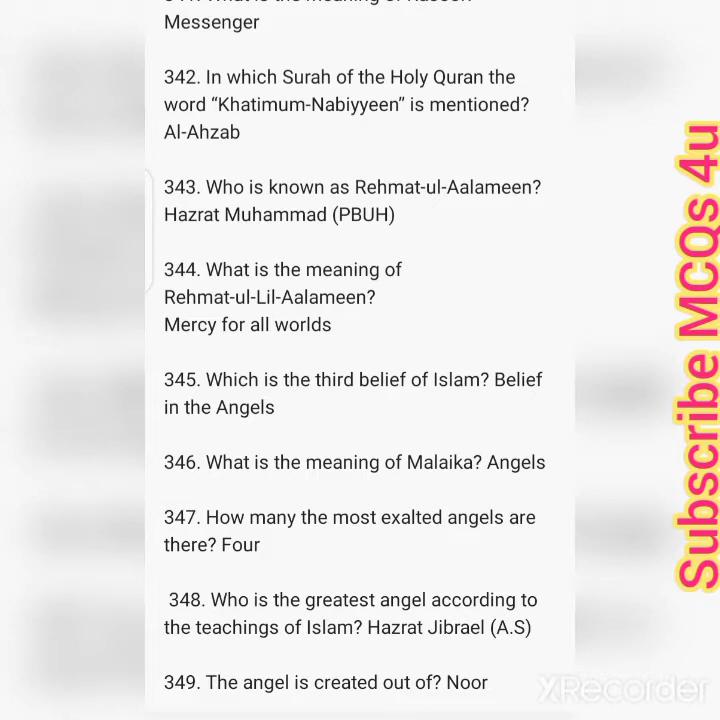 Messenger
342. In which Surah of the Holy Quran the
word “Khatimum-Nabiyyeen” is mentioned?
Al-Ahzab
343. Who is known as Rehmat-ul-Aalameen?
Hazrat Muhammad (PBUH)
344. What is the meaning of
Rehmat-ul-Lil-Aalameen?
Mercy for all worlds
345. Which is the third belief of Islam? Belief
in the Angels
346. What is the meaning of Malaika? Angels
347. How many the most exalted angels are
there? Four
348. Who is the greatest angel according to
the teachings of Islam? Hazrat Jibrael (A.S)
349. The angel is created out of? Noor
Subscribe MCQs 4u
XRecorder